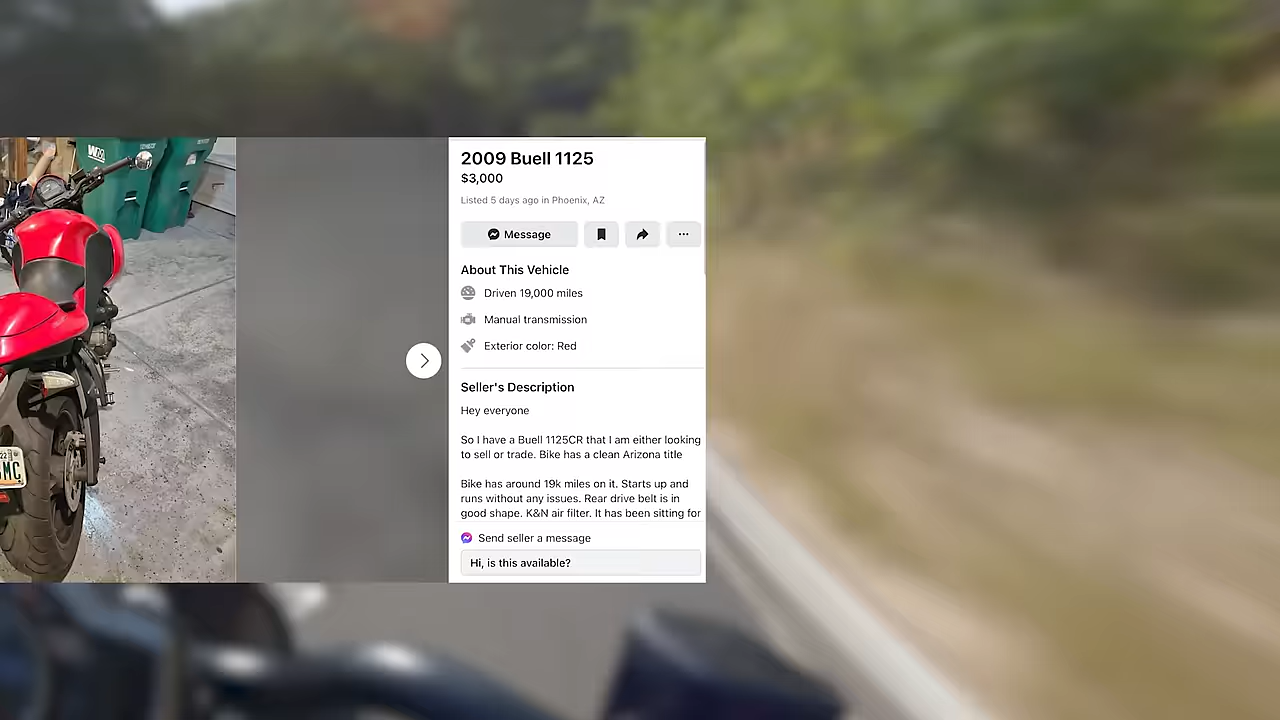 2009 Buell 1125
$3,000
Listed 5 days ago in Phoenix, AZ
Message
About This Vehicle
Driven 19,000 miles
Manual transmission
Exterior color: Red
Seller's Description
Hey everyone
So I have a Buell 1125CR that I am either looking
to sell or trade. Bike has a clean Arizona title
Bike has around 19k miles on it. Starts up and
runs without any issues. Rear drive belt is in
good shape. K&N air filter. It has been sitting for
Send seller a message
Hi, is this available?